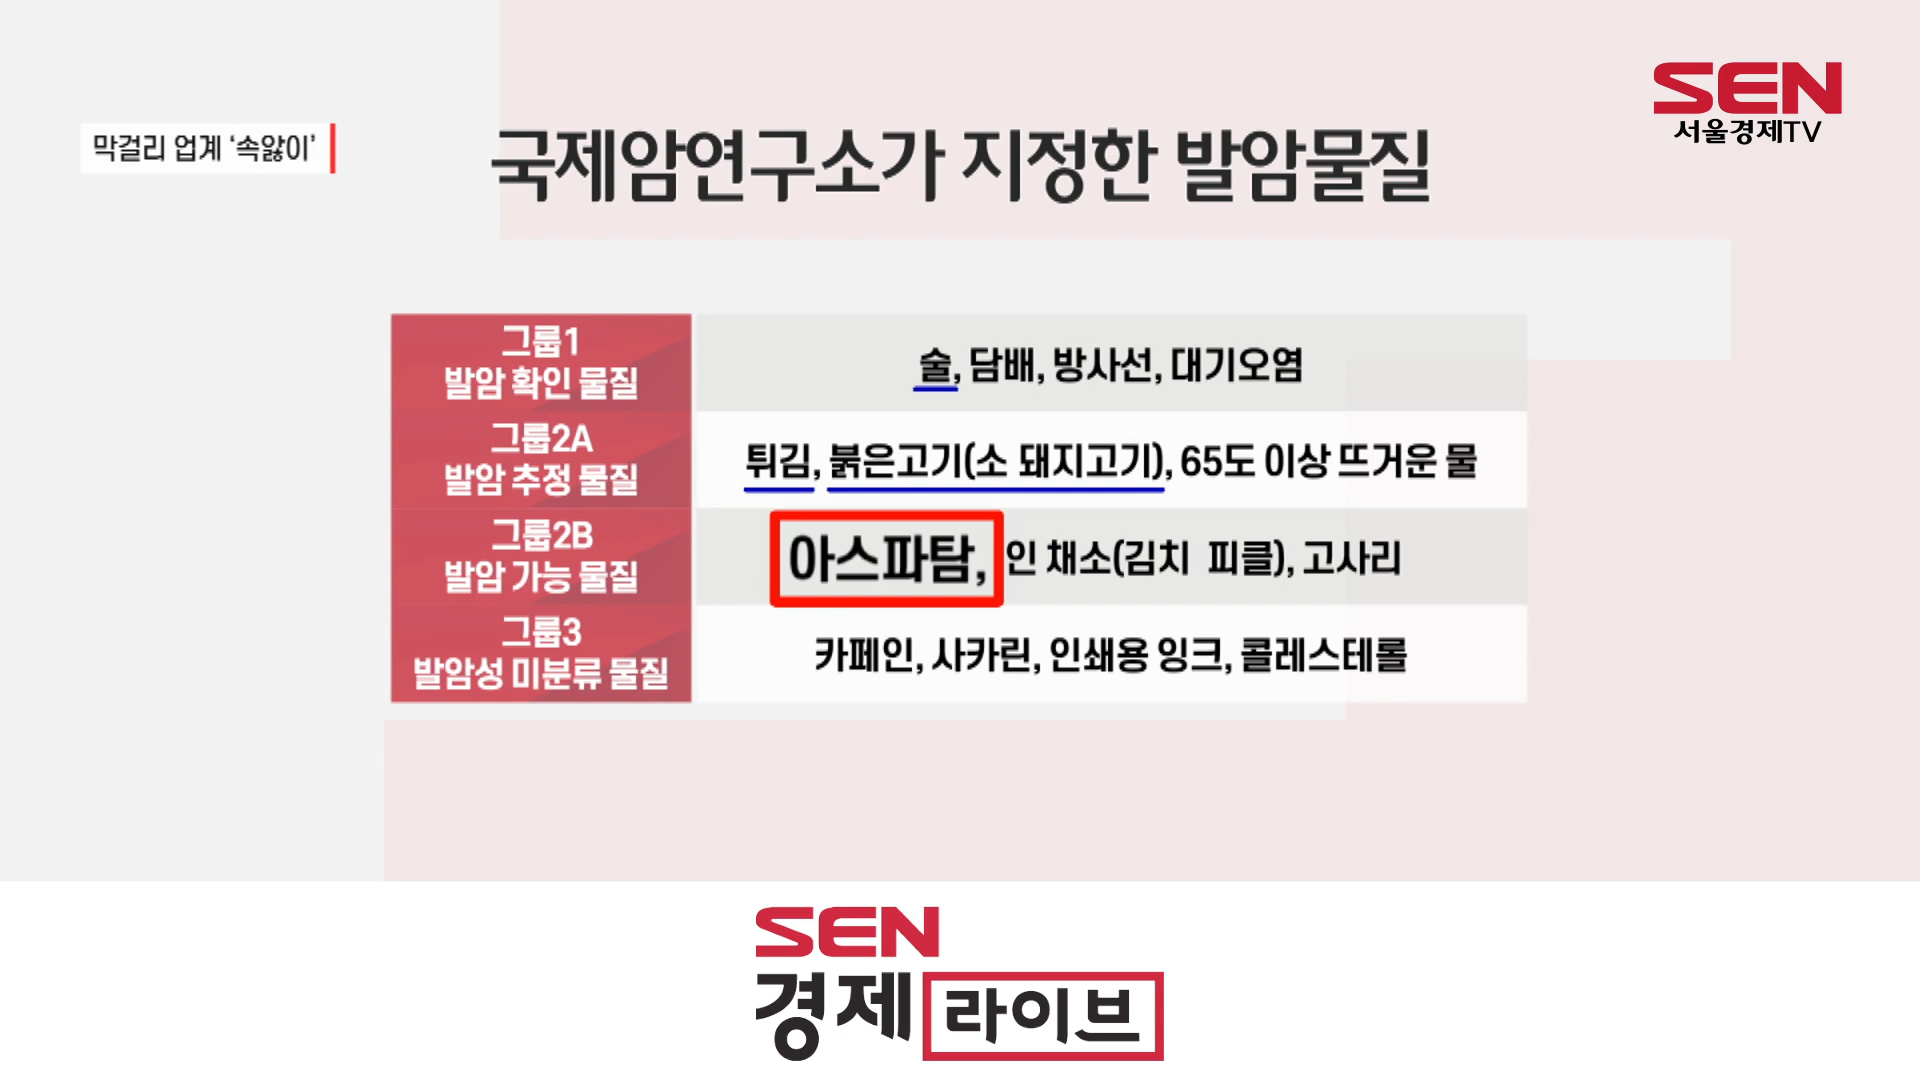 막걸리 업계 ‘속앓이’
국제암연구소가 지정한 발암물질
SEN
서울경제TV
그룹1
발암 확인 물질
술, 담배, 방사선, 대기오염
그룹2A
발암 추정 물질
튀김, 붉은고기(소 돼지고기), 65도 이상 뜨거운 물
그룹2B
발암 가능 물질
아스파탐, 인 채소(김치 피클), 고사리
그룹3
발암성 미분류 물질
카페인, 사카린, 인쇄용 잉크, 콜레스테롤
SEN
경제 라이브